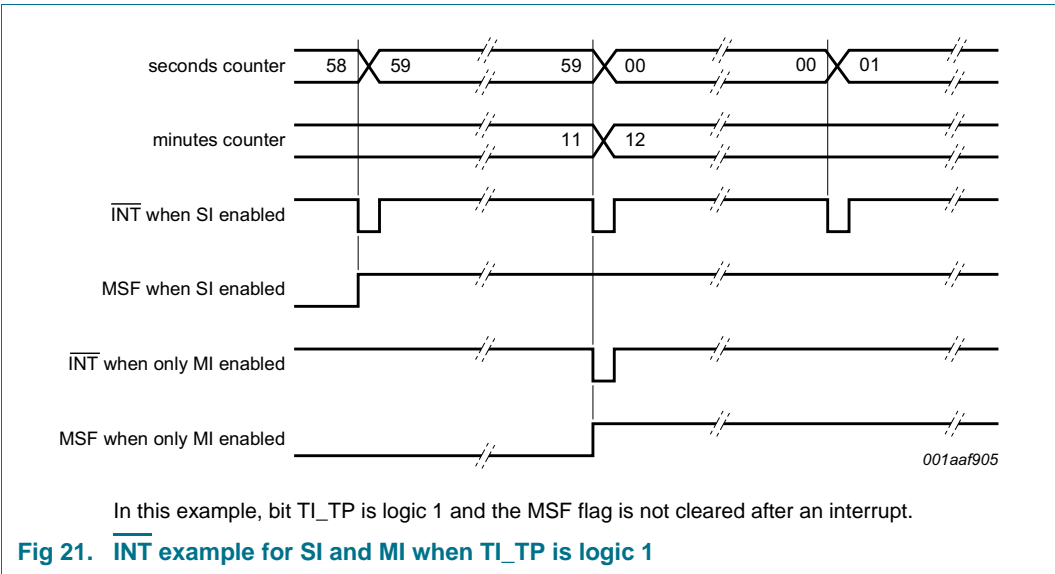 seconds counter 58 59 59 00 00 01
minutes counter 11 12
INT when SI enabled
MSF when SI enabled
INT when only MI enabled
MSF when only MI enabled
001aaf905
In this example, bit TI_TP is logic 1 and the MSF flag is not cleared after an interrupt.
Fig 21. INT example for SI and MI when TI_TP is logic 1